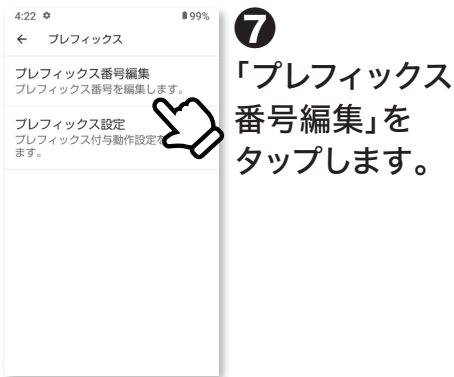 4:22 99%
← プレフィックス
プレフィックス番号編集
プレフィックス番号を編集します。
プレフィックス設定
プレフィックス付与動作設定を
ます。
❼
「プレフィックス
番号編集」を
タップします。